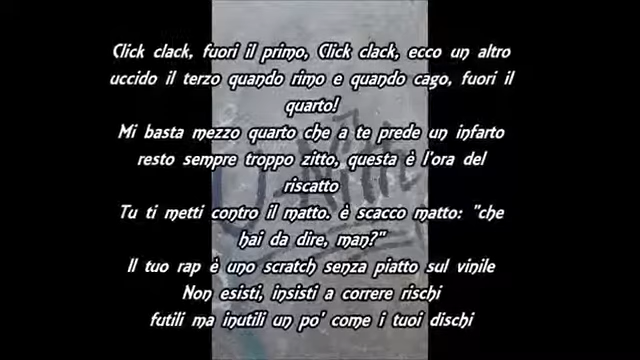 Click clack, fuori il primo, Click clack, ecco un altro
uccido il terzo quando rimo e quando cago, fuori il
quarto!
Mi basta mezzo quarto che a te prede un infarto
resto sempre troppo zitto, questa è l'ora del
riscatto
Tu ti metti contro il matto. è scacco matto: "che
hai da dire, man?"
Il tuo rap è uno scratch senza piatto sul vinile
Non esisti, insisti a correre rischi
futili ma inutili un po' come i tuoi dischi